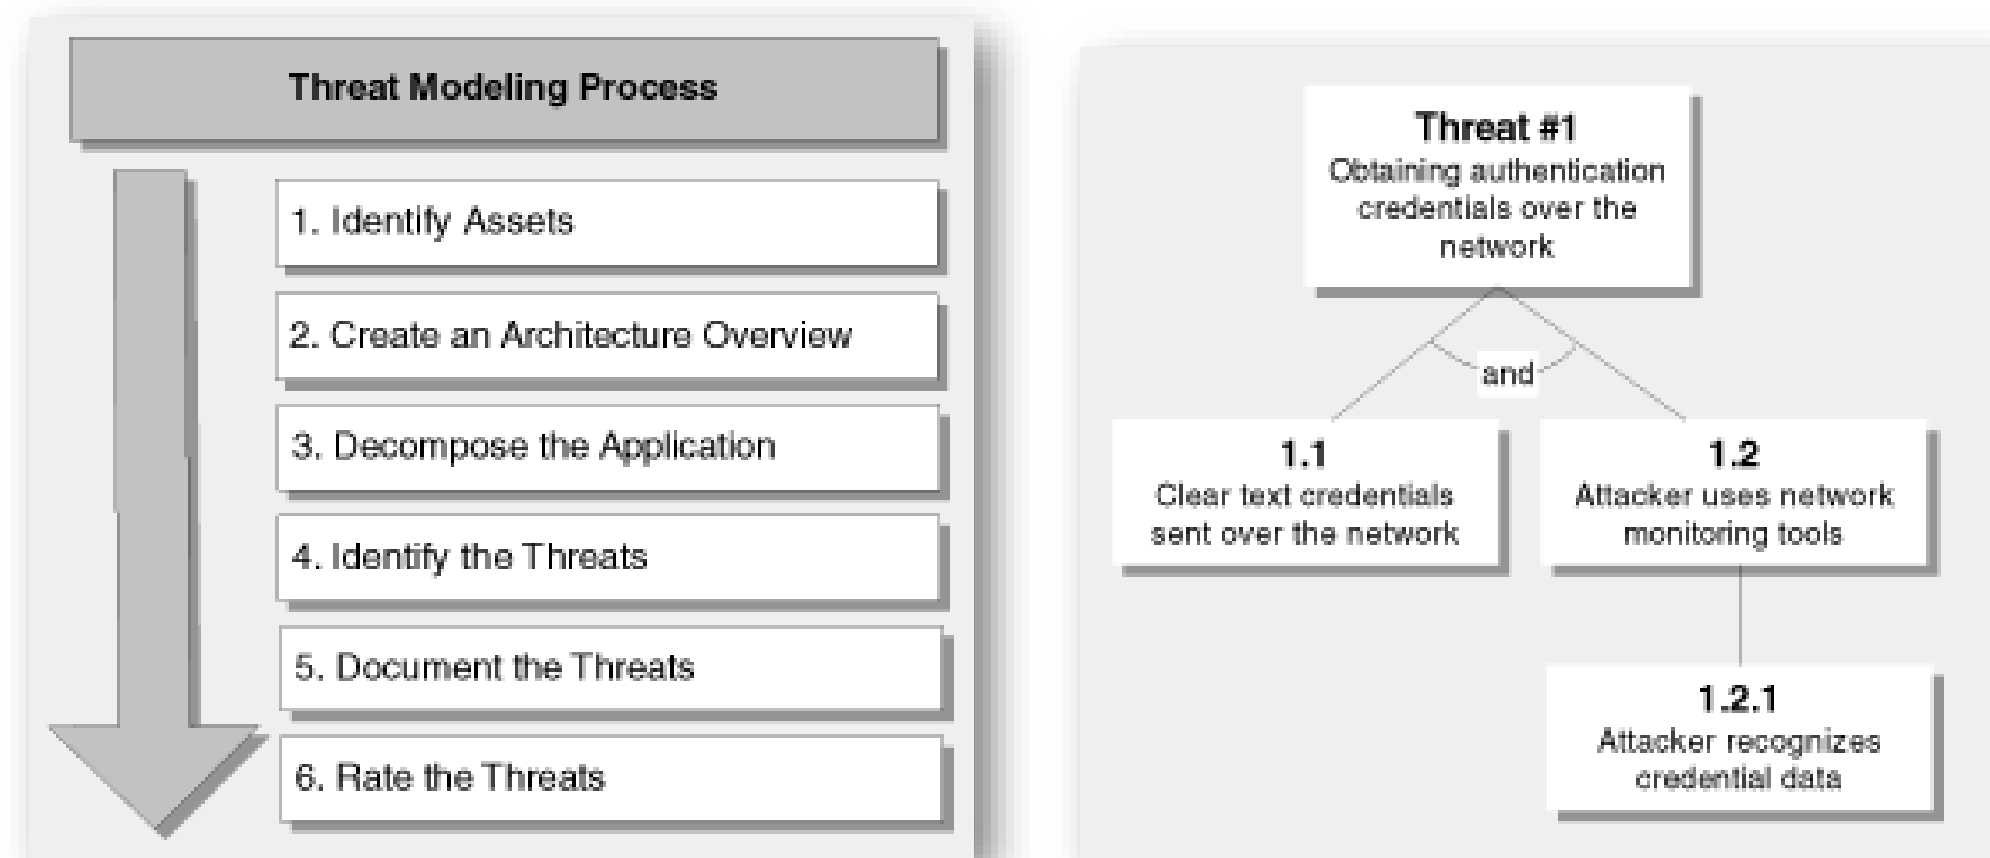 Threat Modeling Process
1. Identify Assets
2. Create an Architecture Overview
3. Decompose the Application
4. Identify the Threats
5. Document the Threats
6. Rate the Threats
Threat #1
Obtaining authentication
credentials over the
network
and
1.1
Clear text credentials
sent over the network
1.2
Attacker uses network
monitoring tools
1.2.1
Attacker recognizes
credential data